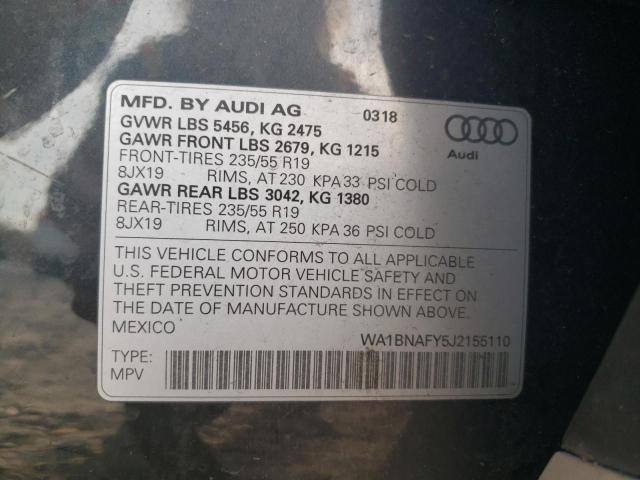 MFD. BY AUDI AG 0318
GVWR LBS 5456, KG 2475
GAWR FRONT LBS 2679, KG 1215
FRONT-TIRES 235/55 R19
8JX19 RIMS, AT 230 KPA 33 PSI COLD
GAWR REAR LBS 3042, KG 1380
REAR-TIRES 235/55 R19
8JX19 RIMS, AT 250 KPA 36 PSI COLD
Audi
THIS VEHICLE CONFORMS TO ALL APPLICABLE
U.S. FEDERAL MOTOR VEHICLE SAFETY AND
THEFT PREVENTION STANDARDS IN EFFECT ON
THE DATE OF MANUFACTURE SHOWN ABOVE.
MEXICO
WA1BNAFY5J2155110
TYPE:
MPV